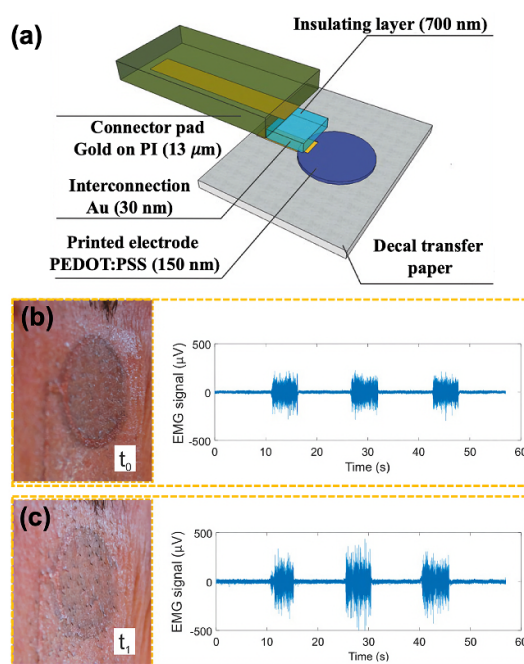 (a)
Insulating layer (700 nm)
Connector pad
Gold on PI (13 μm)
Interconnection
Au (30 nm)
Printed electrode
PEDOT:PSS (150 nm)
Decal transfer
paper
(b)
t0
EMG signal (μV)
500
0
-500
0 10 20 30 40 50 60
Time (s)
(c)
t1
EMG signal (μV)
500
0
-500
0 10 20 30 40 50 60
Time (s)